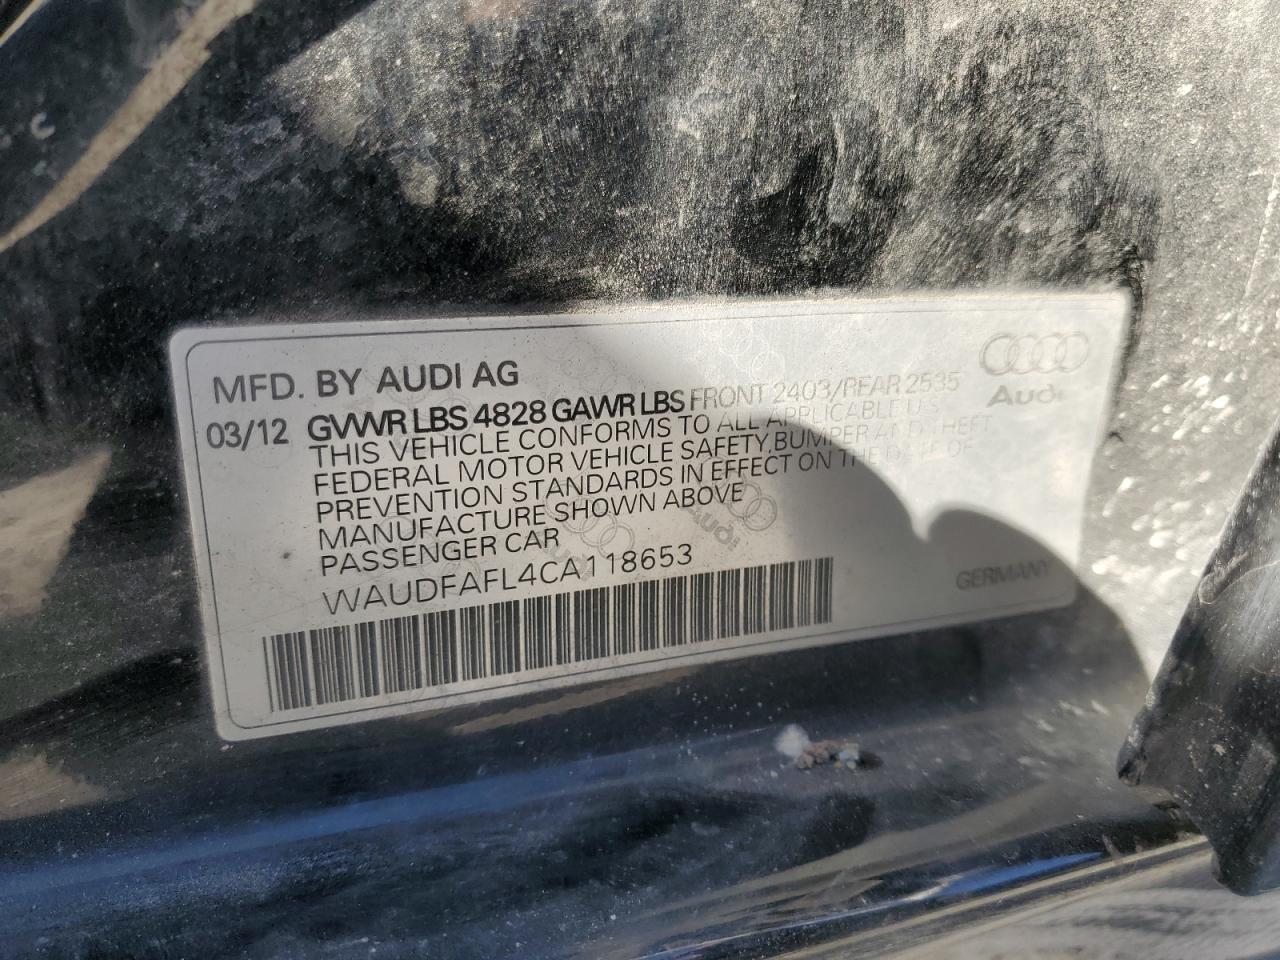 MFD. BY AUDI AG
Audi
03/12 GVWR LBS 4828 GAWR LBS FRONT 2403/REAR 2535
THIS VEHICLE CONFORMS TO ALL APPLICABLE U.S.
FEDERAL MOTOR VEHICLE SAFETY, BUMPER AND THEFT
PREVENTION STANDARDS IN EFFECT ON THE DATE OF
MANUFACTURE SHOWN ABOVE
PASSENGER CAR
WAUDFAFL4CA118653
GERMANY